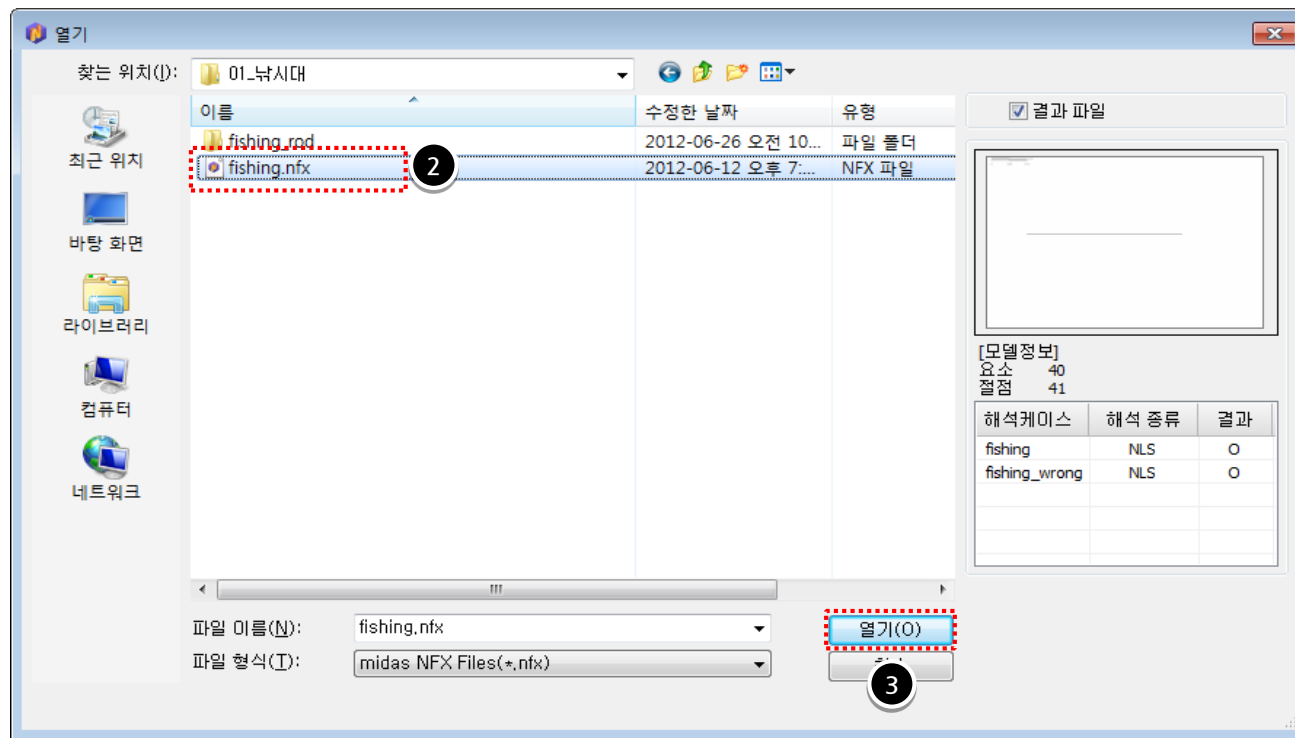 열기
찾는 위치(I):
01_낚시대
최근 위치
바탕 화면
라이브러리
컴퓨터
네트워크
이름 수정한 날짜 유형
fishing_rod 2012-06-26 오전 10... 파일 폴더
fishing.nfx 2012-06-12 오후 7:... NFX 파일
2
결과 파일
[모델정보]
요소 40
절점 41
해석케이스 해석 종류 결과
fishing NLS O
fishing_wrong NLS O
파일 이름(N): fishing.nfx 열기(O)
파일 형식(T): midas NFX Files(*.nfx)
3